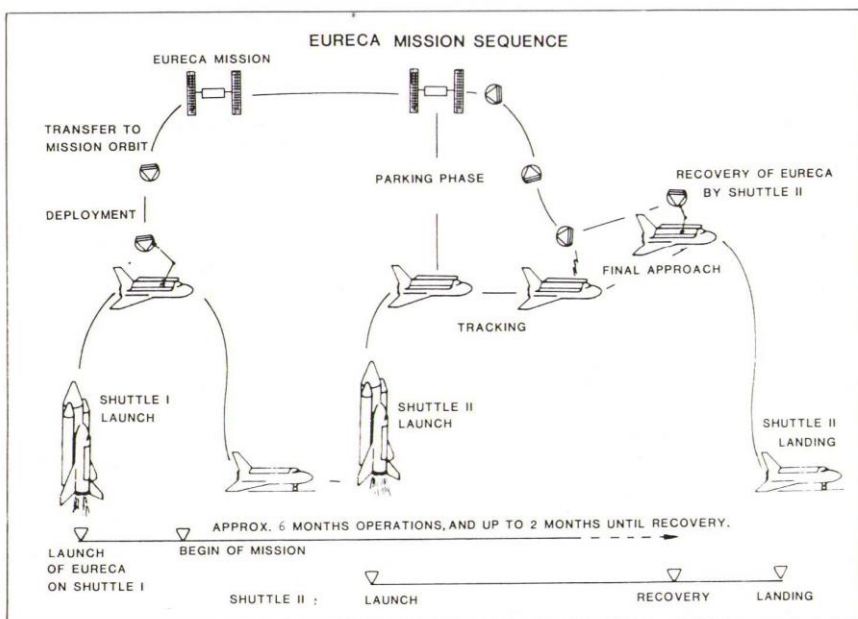 EURECA MISSION SEQUENCE
EURECA MISSION
TRANSFER TO
MISSION ORBIT
DEPLOYMENT
PARKING PHASE
RECOVERY OF EURECA
BY SHUTTLE II
FINAL APPROACH
TRACKING
SHUTTLE I
LAUNCH
SHUTTLE II
LAUNCH
SHUTTLE II
LANDING
APPROX. 6 MONTHS OPERATIONS, AND UP TO 2 MONTHS UNTIL RECOVERY.
LAUNCH
OF EURECA
ON SHUTTLE I
BEGIN OF MISSION
SHUTTLE II :
LAUNCH
RECOVERY
LANDING